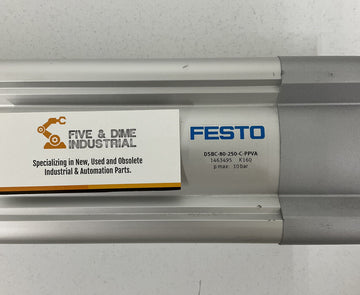 FIVE & DIME
INDUSTRIAL
Specializing in New, Used and Obsolete
Industrial & Automation Parts.
FESTO
DSBC-80-250-C-PPVA
1463495 K160
p max. 10bar